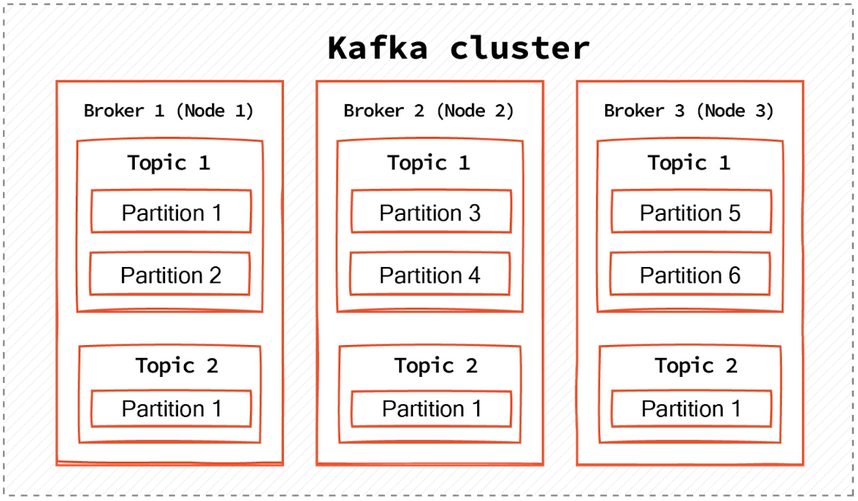 Kafka cluster
Broker 1 (Node 1)
Topic 1
Partition 1
Partition 2
Topic 2
Partition 1
Broker 2 (Node 2)
Topic 1
Partition 3
Partition 4
Topic 2
Partition 1
Broker 3 (Node 3)
Topic 1
Partition 5
Partition 6
Topic 2
Partition 1